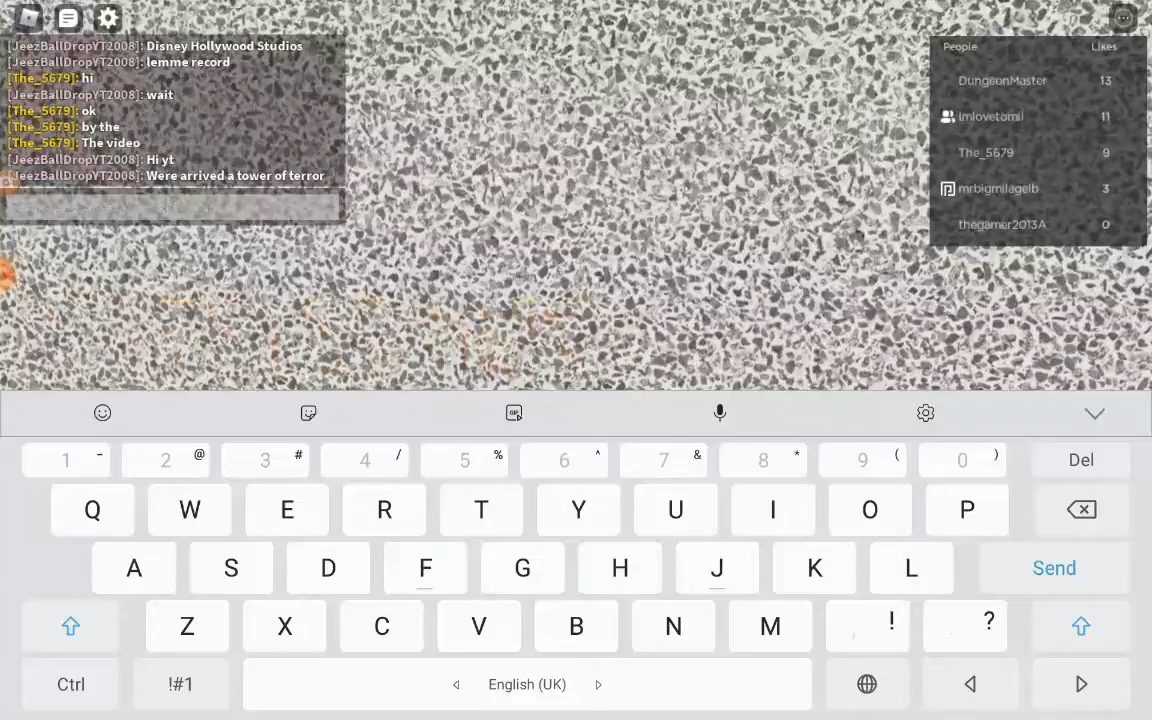 [JeezBallDropYT2008]: Disney Hollywood Studios
[JeezBallDropYT2008]: lemme record
[The_5679]: hi
[JeezBallDropYT2008]: wait
[The_5679]: ok
[The_5679]: by the
[The_5679]: The video
[JeezBallDropYT2008]: Hi yt
[JeezBallDropYT2008]: Were arrived a tower of terror
People Likes
DungeonMaster 13
Imlovetomil 11
The_5679 9
mrbigmilagelb 3
thegamer2013A 0
GIF
1 - 2 @ 3 # 4 / 5 % 6 ^ 7 & 8 * 9 ( 0 ) Del
Q W E R T Y U I O P
A S D F G H J K L Send
Z X C V B N M , ! . ?
Ctrl !#1 English (UK)